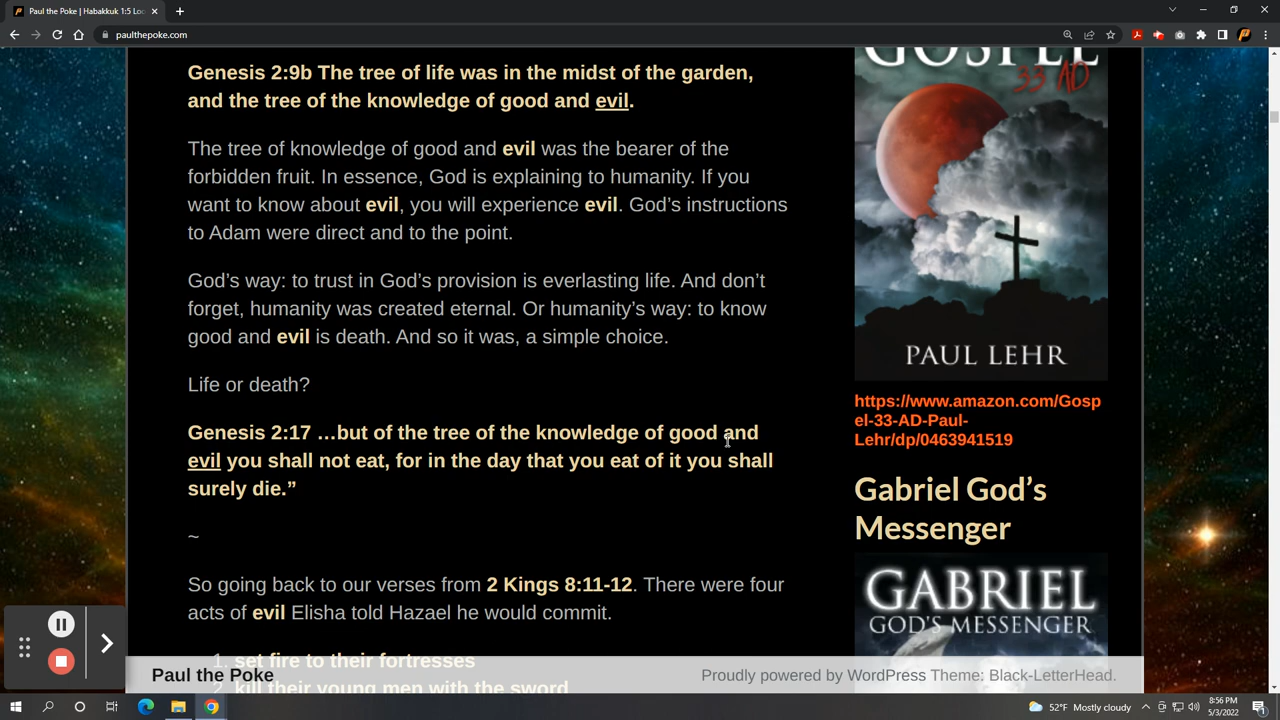 Paul the Poke | Habakkuk 1:5 Loo
paulthepoke.com
Genesis 2:9b The tree of life was in the midst of the garden,
and the tree of the knowledge of good and evil.
The tree of knowledge of good and evil was the bearer of the
forbidden fruit. In essence, God is explaining to humanity. If you
want to know about evil, you will experience evil. God’s instructions
to Adam were direct and to the point.
God’s way: to trust in God’s provision is everlasting life. And don’t
forget, humanity was created eternal. Or humanity’s way: to know
good and evil is death. And so it was, a simple choice.
Life or death?
Genesis 2:17 …but of the tree of the knowledge of good and
evil you shall not eat, for in the day that you eat of it you shall
surely die.”
~
So going back to our verses from 2 Kings 8:11-12. There were four
acts of evil Elisha told Hazael he would commit.
1. set fire to their fortresses
2. kill their young men with the sword
GOSPEL
33 AD
PAUL LEHR
https://www.amazon.com/Gosp
el-33-AD-Paul-
Lehr/dp/0463941519
Gabriel God’s
Messenger
GABRIEL
GOD'S MESSENGER
Paul the Poke
Proudly powered by WordPress Theme: Black-LetterHead.
52°F Mostly cloudy
8:56 PM
5/3/2022